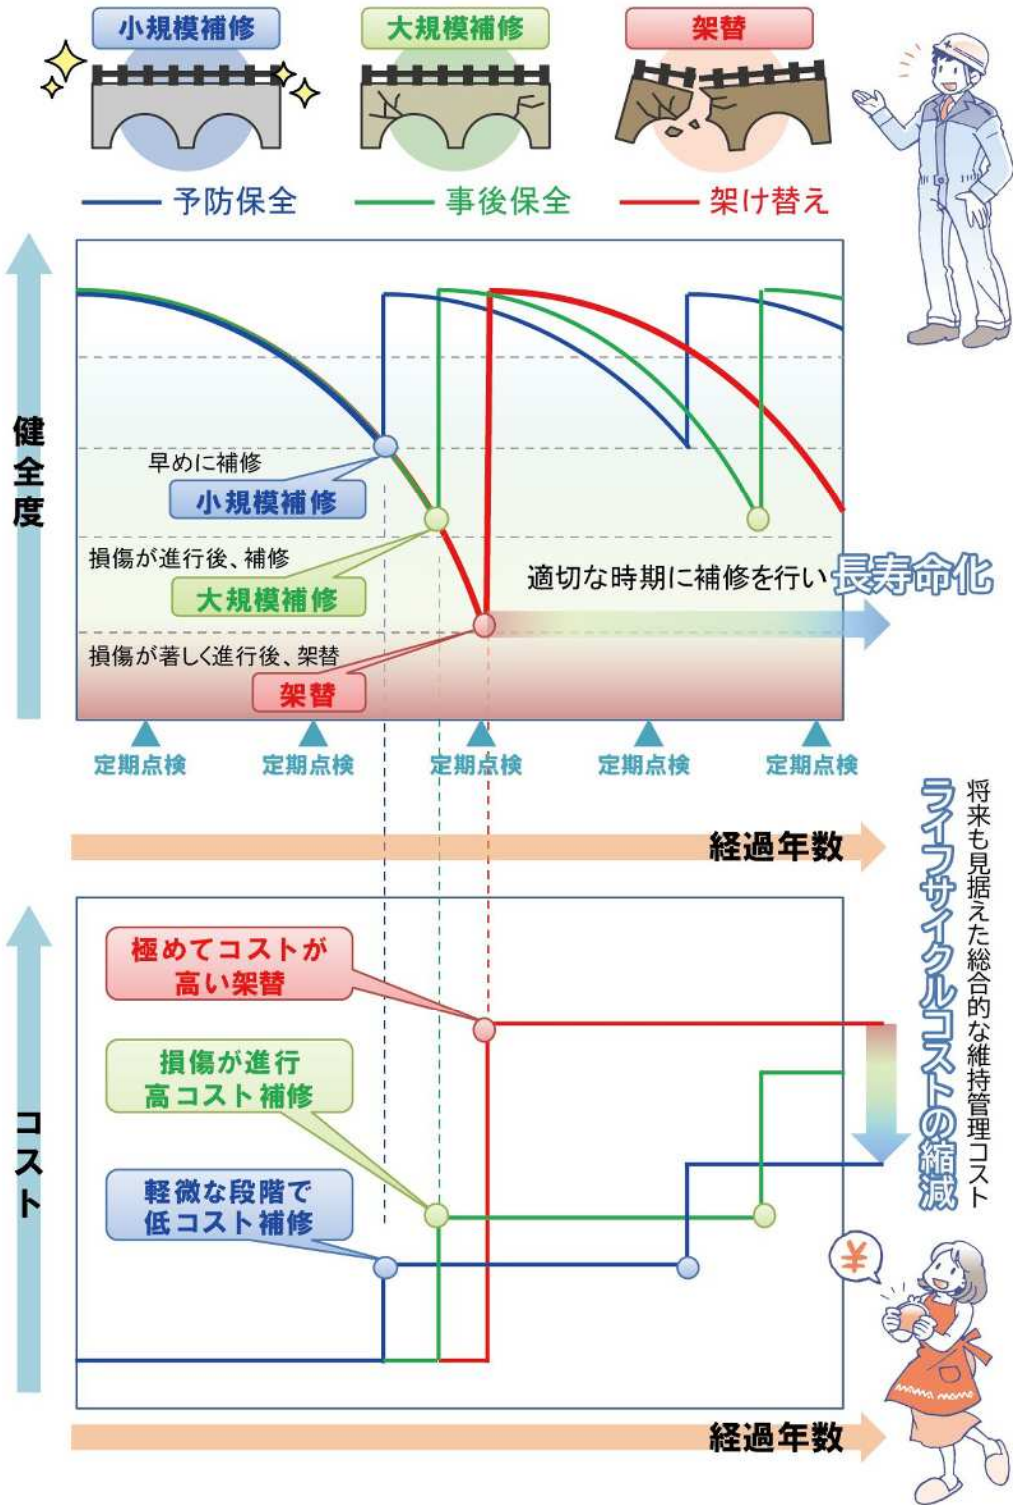 小規模補修
大規模補修
架替
予防保全
事後保全
架け替え
健全度
早めに補修
小規模補修
損傷が進行後、補修
大規模補修
適切な時期に補修を行い長寿命化
損傷が著しく進行後、架替
架替
定期点検
定期点検
定期点検
定期点検
定期点検
経過年数
将来も見据えた総合的な維持管理コスト
ライフサイクルコストの縮減
コスト
極めてコストが
高い架替
損傷が進行
高コスト補修
軽微な段階で
低コスト補修
¥
経過年数